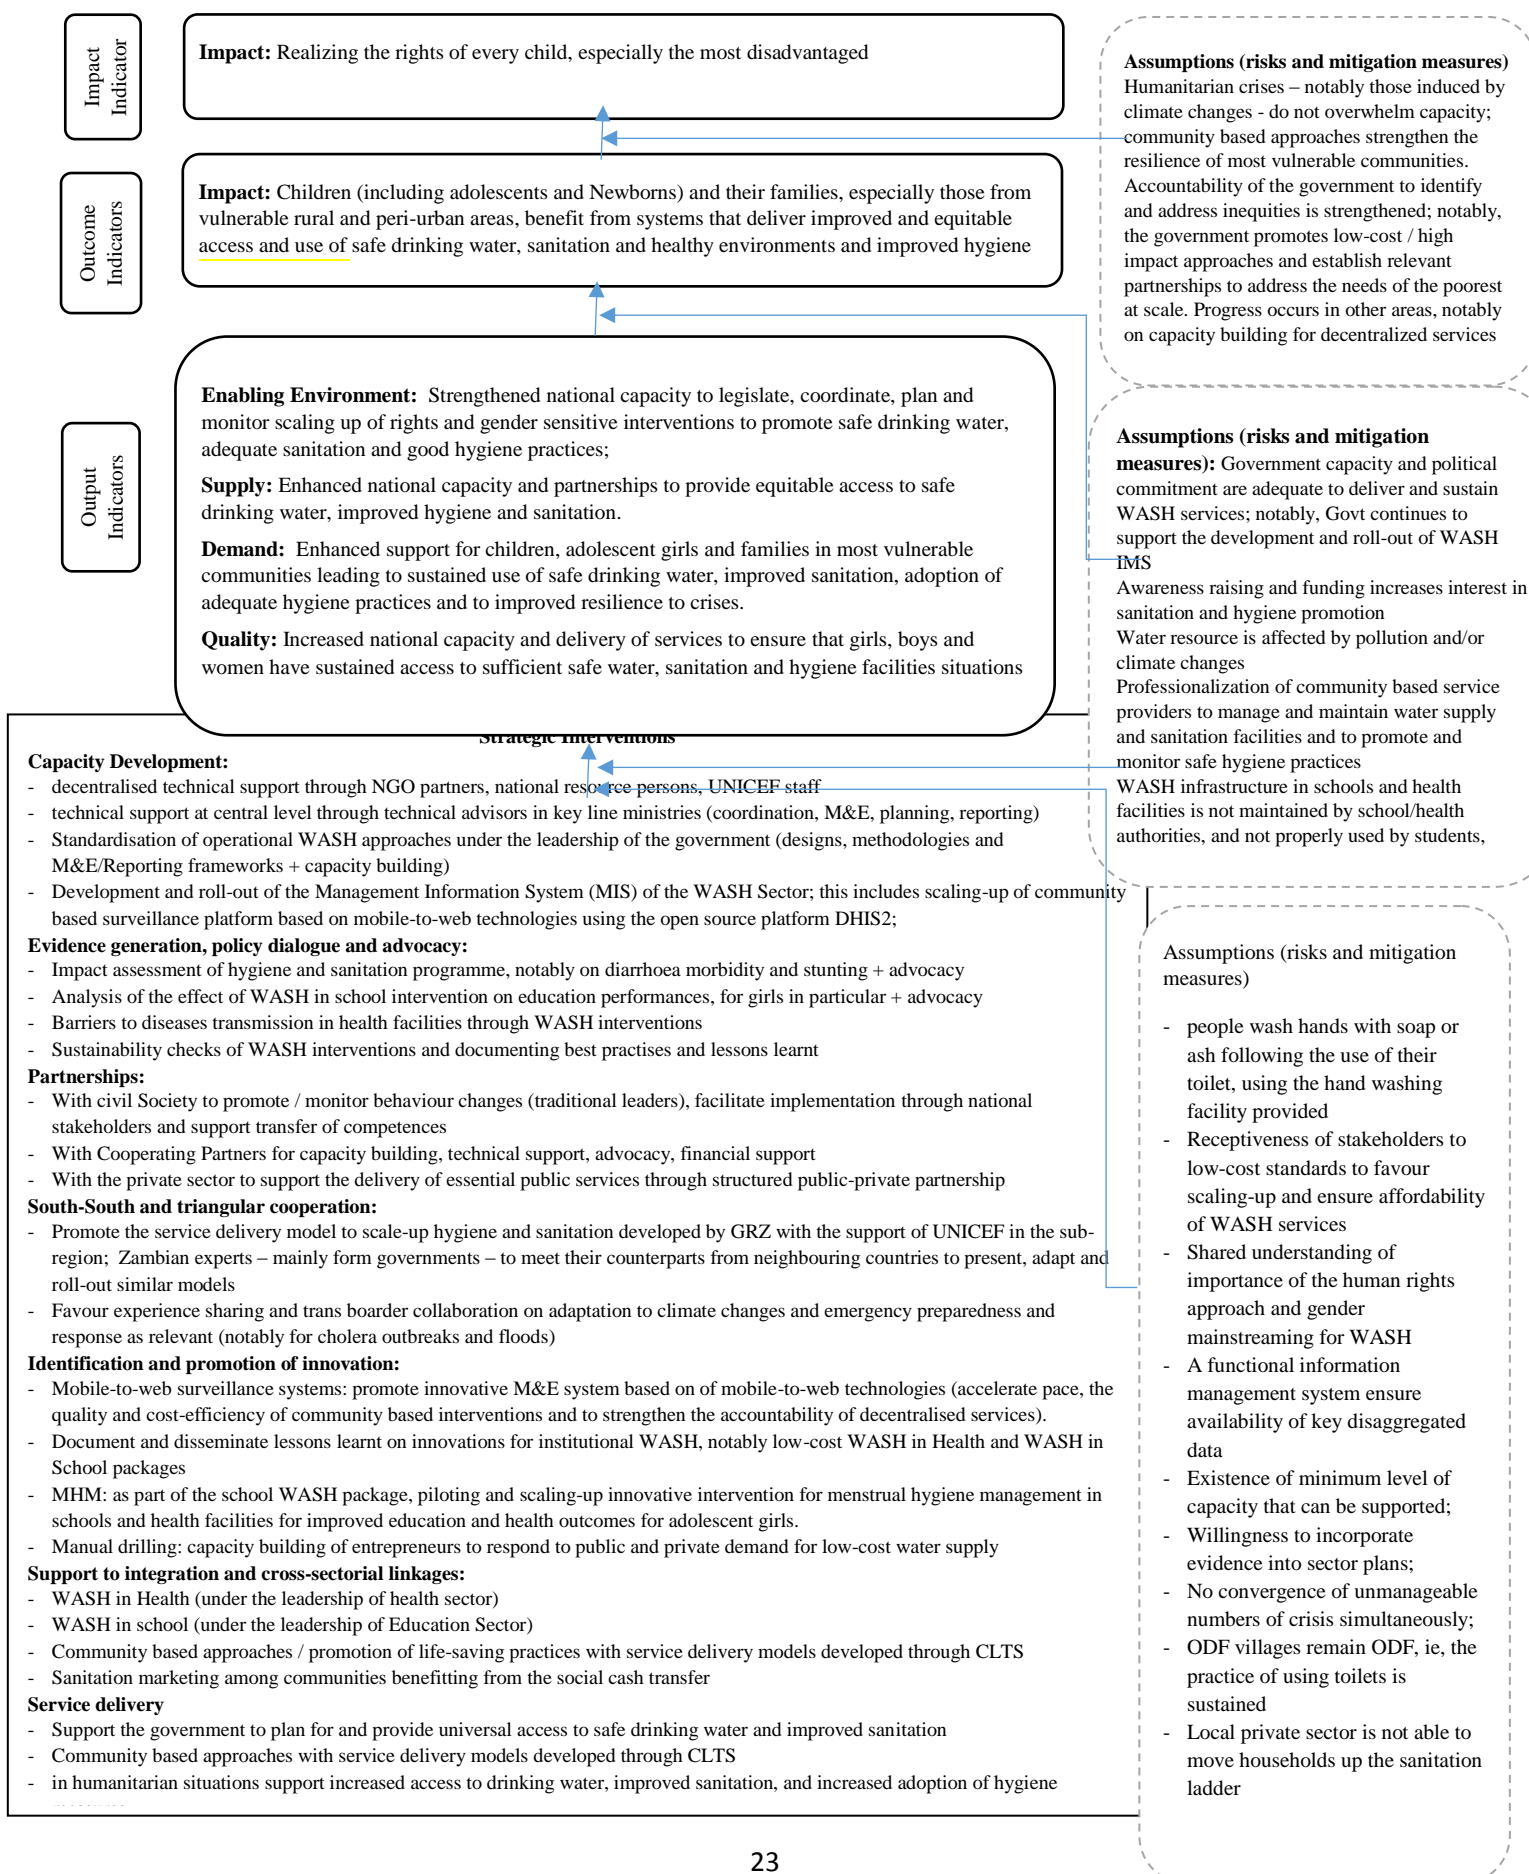 Impact
Indicator
Impact: Realizing the rights of every child, especially the most disadvantaged
Outcome
Indicators
Impact: Children (including adolescents and Newborns) and their families, especially those from
vulnerable rural and peri-urban areas, benefit from systems that deliver improved and equitable
access and use of safe drinking water, sanitation and healthy environments and improved hygiene
Output
Indicators
Enabling Environment: Strengthened national capacity to legislate, coordinate, plan and
monitor scaling up of rights and gender sensitive interventions to promote safe drinking water,
adequate sanitation and good hygiene practices;
Supply: Enhanced national capacity and partnerships to provide equitable access to safe
drinking water, improved hygiene and sanitation.
Demand: Enhanced support for children, adolescent girls and families in most vulnerable
communities leading to sustained use of safe drinking water, improved sanitation, adoption of
adequate hygiene practices and to improved resilience to crises.
Quality: Increased national capacity and delivery of services to ensure that girls, boys and
women have sustained access to sufficient safe water, sanitation and hygiene facilities situations
Strategic Interventions
Capacity Development:
- decentralised technical support through NGO partners, national resource persons, UNICEF staff
- technical support at central level through technical advisors in key line ministries (coordination, M&E, planning, reporting)
- Standardisation of operational WASH approaches under the leadership of the government (designs, methodologies and
M&E/Reporting frameworks + capacity building)
- Development and roll-out of the Management Information System (MIS) of the WASH Sector; this includes scaling-up of community
based surveillance platform based on mobile-to-web technologies using the open source platform DHIS2;
Evidence generation, policy dialogue and advocacy:
- Impact assessment of hygiene and sanitation programme, notably on diarrhoea morbidity and stunting + advocacy
- Analysis of the effect of WASH in school intervention on education performances, for girls in particular + advocacy
- Barriers to diseases transmission in health facilities through WASH interventions
- Sustainability checks of WASH interventions and documenting best practises and lessons learnt
Partnerships:
- With civil Society to promote / monitor behaviour changes (traditional leaders), facilitate implementation through national
stakeholders and support transfer of competences
- With Cooperating Partners for capacity building, technical support, advocacy, financial support
- With the private sector to support the delivery of essential public services through structured public-private partnership
South-South and triangular cooperation:
- Promote the service delivery model to scale-up hygiene and sanitation developed by GRZ with the support of UNICEF in the sub-
region; Zambian experts – mainly form governments – to meet their counterparts from neighbouring countries to present, adapt and
roll-out similar models
- Favour experience sharing and trans boarder collaboration on adaptation to climate changes and emergency preparedness and
response as relevant (notably for cholera outbreaks and floods)
Identification and promotion of innovation:
- Mobile-to-web surveillance systems: promote innovative M&E system based on of mobile-to-web technologies (accelerate pace, the
quality and cost-efficiency of community based interventions and to strengthen the accountability of decentralised services).
- Document and disseminate lessons learnt on innovations for institutional WASH, notably low-cost WASH in Health and WASH in
School packages
- MHM: as part of the school WASH package, piloting and scaling-up innovative intervention for menstrual hygiene management in
schools and health facilities for improved education and health outcomes for adolescent girls.
- Manual drilling: capacity building of entrepreneurs to respond to public and private demand for low-cost water supply
Support to integration and cross-sectorial linkages:
- WASH in Health (under the leadership of health sector)
- WASH in school (under the leadership of Education Sector)
- Community based approaches / promotion of life-saving practices with service delivery models developed through CLTS
- Sanitation marketing among communities benefitting from the social cash transfer
Service delivery
- Support the government to plan for and provide universal access to safe drinking water and improved sanitation
- Community based approaches with service delivery models developed through CLTS
- in humanitarian situations support increased access to drinking water, improved sanitation, and increased adoption of hygiene
Assumptions (risks and mitigation measures)
Humanitarian crises – notably those induced by
climate changes - do not overwhelm capacity;
community based approaches strengthen the
resilience of most vulnerable communities.
Accountability of the government to identify
and address inequities is strengthened; notably,
the government promotes low-cost / high
impact approaches and establish relevant
partnerships to address the needs of the poorest
at scale. Progress occurs in other areas, notably
on capacity building for decentralized services
Assumptions (risks and mitigation
measures): Government capacity and political
commitment are adequate to deliver and sustain
WASH services; notably, Govt continues to
support the development and roll-out of WASH
IMS
Awareness raising and funding increases interest in
sanitation and hygiene promotion
Water resource is affected by pollution and/or
climate changes
Professionalization of community based service
providers to manage and maintain water supply
and sanitation facilities and to promote and
monitor safe hygiene practices
WASH infrastructure in schools and health
facilities is not maintained by school/health
authorities, and not properly used by students,
Assumptions (risks and mitigation
measures)
- people wash hands with soap or
ash following the use of their
toilet, using the hand washing
facility provided
- Receptiveness of stakeholders to
low-cost standards to favour
scaling-up and ensure affordability
of WASH services
- Shared understanding of
importance of the human rights
approach and gender
mainstreaming for WASH
- A functional information
management system ensure
availability of key disaggregated
data
- Existence of minimum level of
capacity that can be supported;
- Willingness to incorporate
evidence into sector plans;
- No convergence of unmanageable
numbers of crisis simultaneously;
- ODF villages remain ODF, ie, the
practice of using toilets is
sustained
- Local private sector is not able to
move households up the sanitation
ladder
23